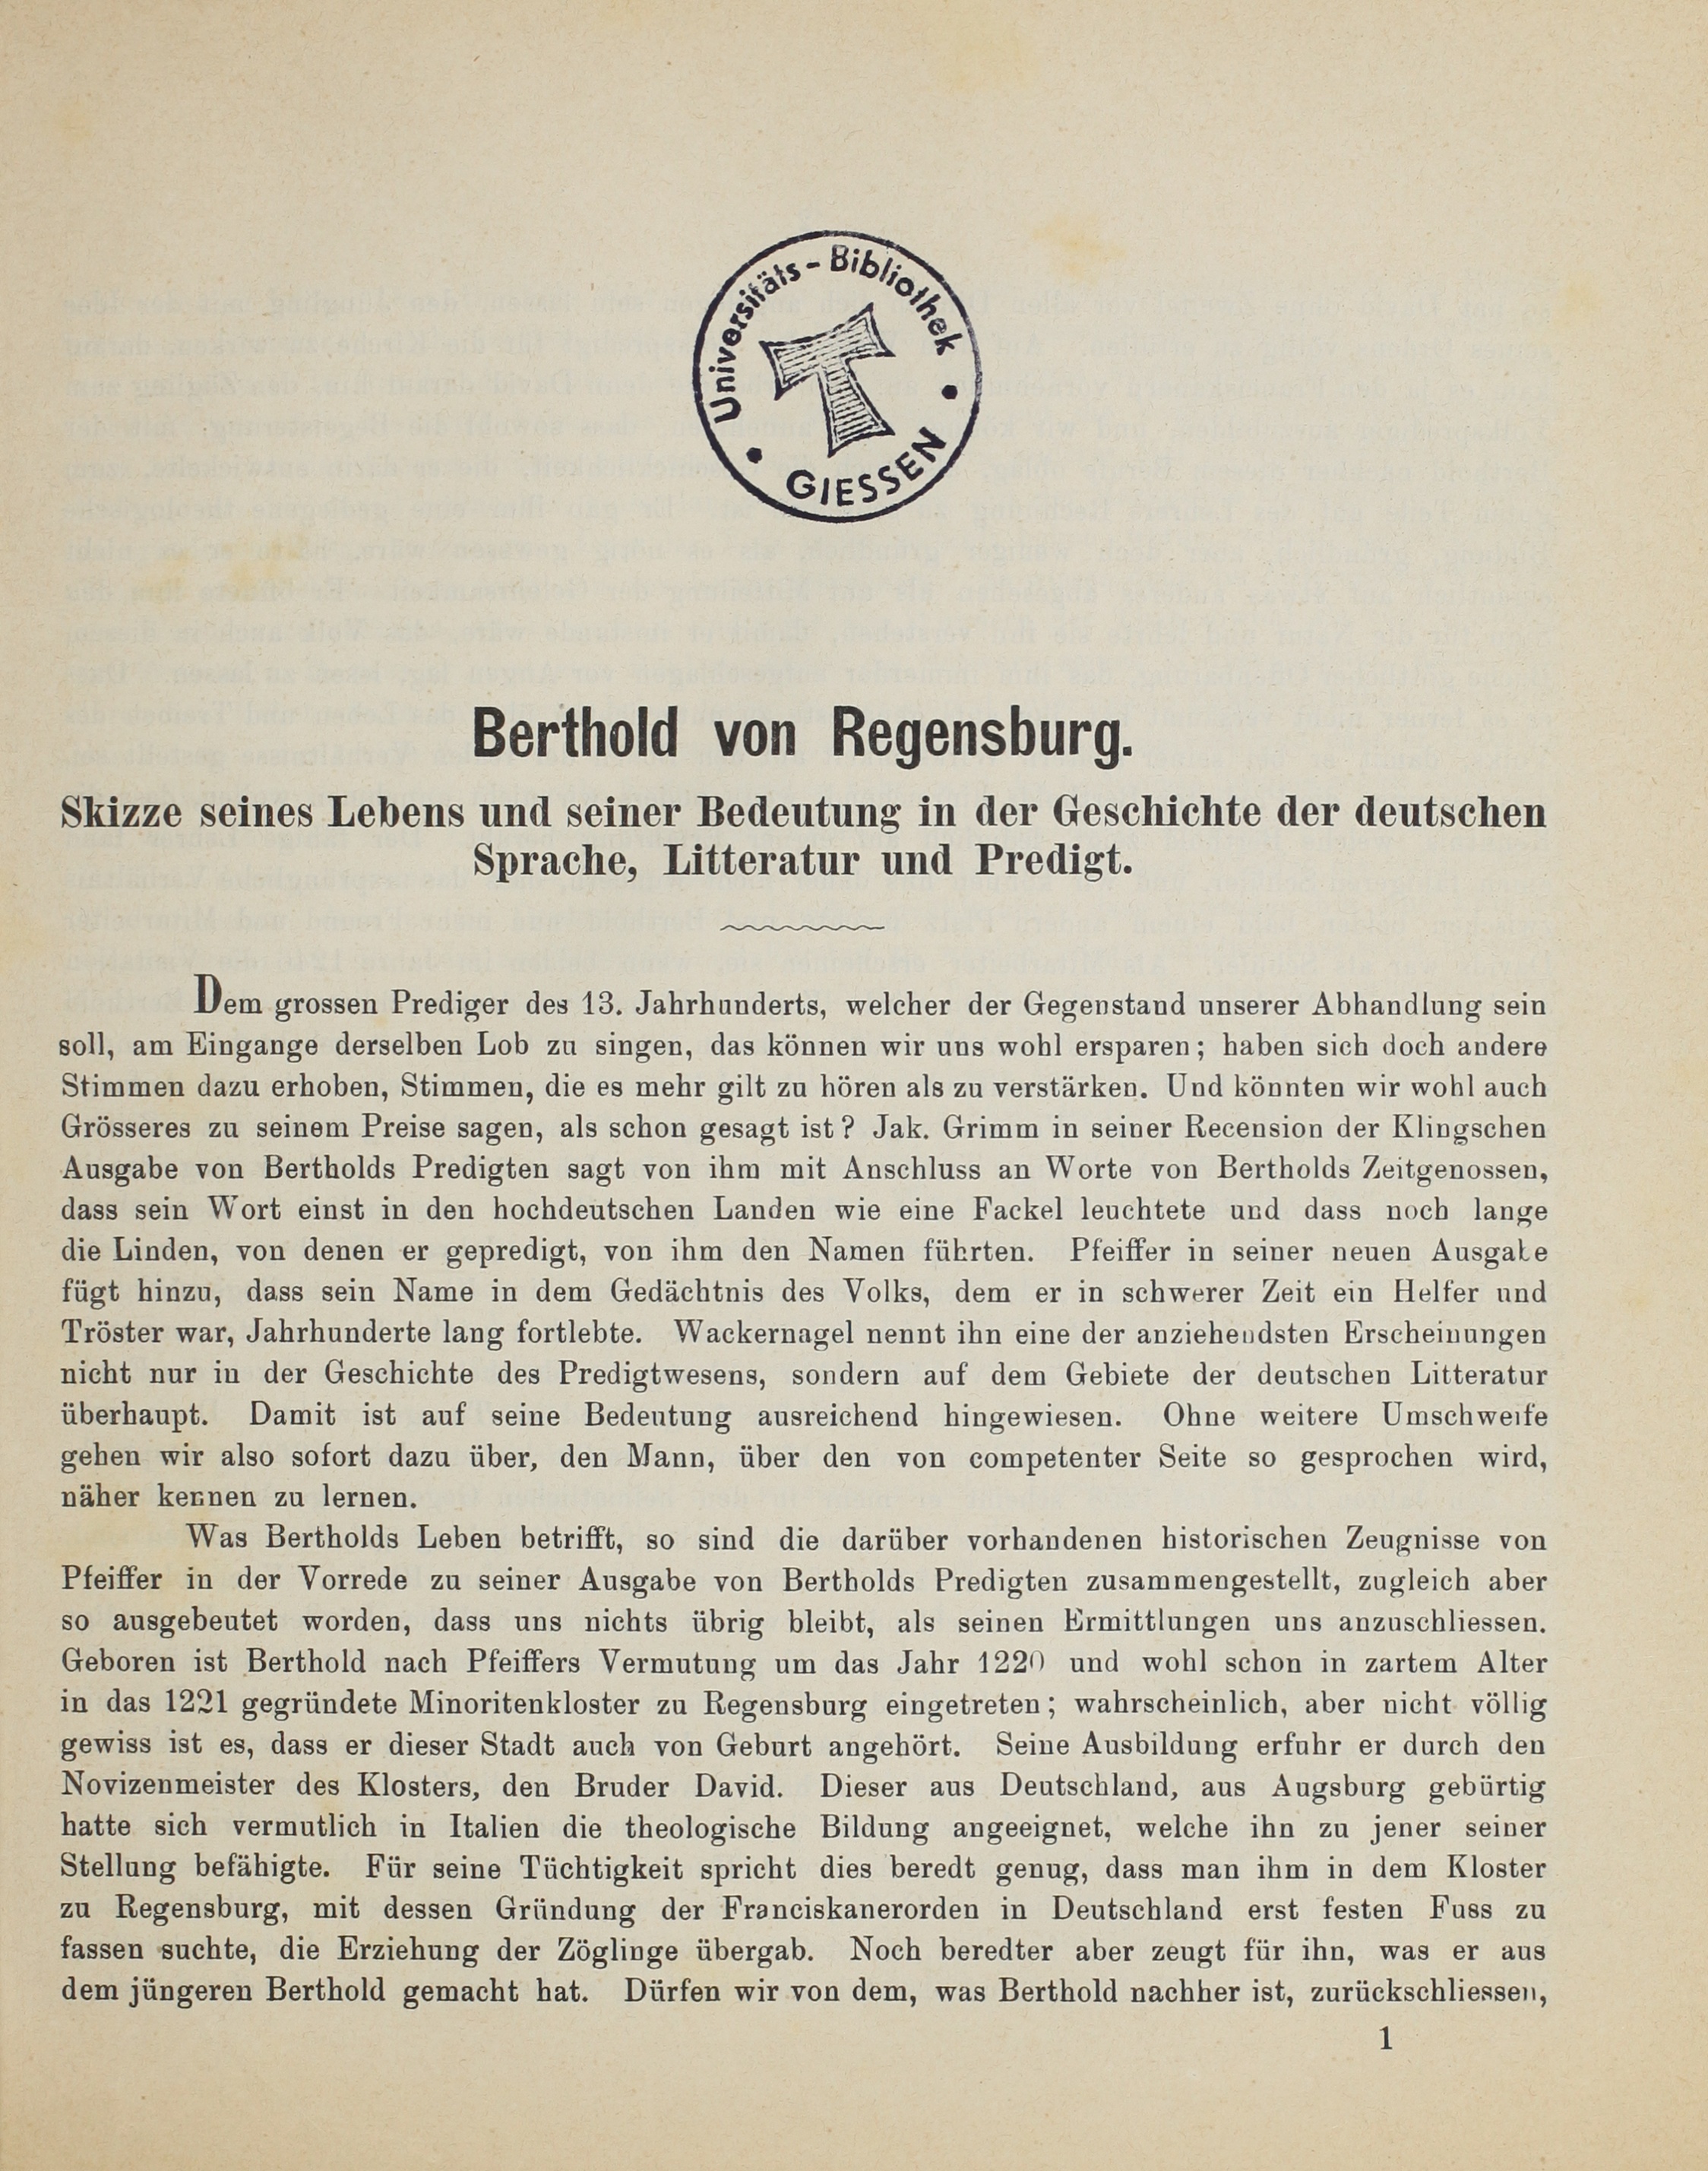 Universitäts-Bibliothek
GIESSEN
Berthold von Regensburg.
Skizze seines Lebens und seiner Bedeutung in der Geschichte der deutschen
Sprache, Litteratur und Predigt.
Dem grossen Prediger des 13. Jahrhunderts, welcher der Gegenstand unserer Abhandlung sein
soll, am Eingange derselben Lob zu singen, das können wir uns wohl ersparen; haben sich doch andere
Stimmen dazu erhoben, Stimmen, die es mehr gilt zu hören als zu verstärken. Und könnten wir wohl auch
Grösseres zu seinem Preise sagen, als schon gesagt ist? Jak. Grimm in seiner Recension der Klingschen
Ausgabe von Bertholds Predigten sagt von ihm mit Anschluss an Worte von Bertholds Zeitgenossen,
dass sein Wort einst in den hochdeutschen Landen wie eine Fackel leuchtete und dass noch lange
die Linden, von denen er gepredigt, von ihm den Namen führten. Pfeiffer in seiner neuen Ausgabe
fügt hinzu, dass sein Name in dem Gedächtnis des Volks, dem er in schwerer Zeit ein Helfer und
Tröster war, Jahrhunderte lang fortlebte. Wackernagel nennt ihn eine der anziehendsten Erscheinungen
nicht nur in der Geschichte des Predigtwesens, sondern auf dem Gebiete der deutschen Litteratur
überhaupt. Damit ist auf seine Bedeutung ausreichend hingewiesen. Ohne weitere Umschweife
gehen wir also sofort dazu über, den Mann, über den von competenter Seite so gesprochen wird,
näher kennen zu lernen.
Was Bertholds Leben betrifft, so sind die darüber vorhandenen historischen Zeugnisse von
Pfeiffer in der Vorrede zu seiner Ausgabe von Bertholds Predigten zusammengestellt, zugleich aber
so ausgebeutet worden, dass uns nichts übrig bleibt, als seinen Ermittlungen uns anzuschliessen.
Geboren ist Berthold nach Pfeiffers Vermutung um das Jahr 1220 und wohl schon in zartem Alter
in das 1221 gegründete Minoritenkloster zu Regensburg eingetreten; wahrscheinlich, aber nicht völlig
gewiss ist es, dass er dieser Stadt auch von Geburt angehört. Seine Ausbildung erfuhr er durch den
Novizenmeister des Klosters, den Bruder David. Dieser aus Deutschland, aus Augsburg gebürtig
hatte sich vermutlich in Italien die theologische Bildung angeeignet, welche ihn zu jener seiner
Stellung befähigte. Für seine Tüchtigkeit spricht dies beredt genug, dass man ihm in dem Kloster
zu Regensburg, mit dessen Gründung der Franciskanerorden in Deutschland erst festen Fuss zu
fassen suchte, die Erziehung der Zöglinge übergab. Noch beredter aber zeugt für ihn, was er aus
dem jüngeren Berthold gemacht hat. Dürfen wir von dem, was Berthold nachher ist, zurückschliessen,
1